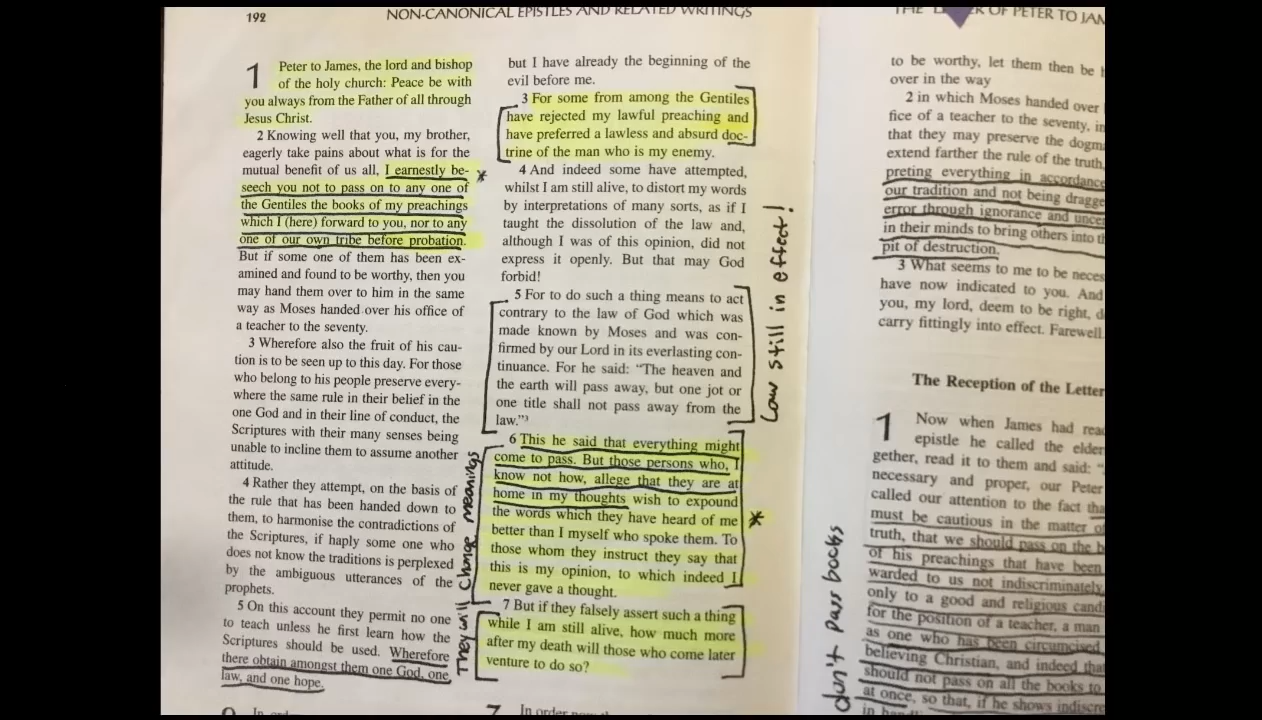 192
NON-CANONICAL EPISTLES AND RELATED WRITINGS
1 Peter to James, the lord and bishop
of the holy church: Peace be with
you always from the Father of all through
Jesus Christ.
2 Knowing well that you, my brother,
eagerly take pains about what is for the
mutual benefit of us all, I earnestly be-
seech you not to pass on to any one of
the Gentiles the books of my preachings
which I (here) forward to you, nor to any
one of our own tribe before probation.
But if some one of them has been ex-
amined and found to be worthy, then you
may hand them over to him in the same
way as Moses handed over his office of
a teacher to the seventy.
3 Wherefore also the fruit of his cau-
tion is to be seen up to this day. For those
who belong to his people preserve every-
where the same rule in their belief in the
one God and in their line of conduct, the
Scriptures with their many senses being
unable to incline them to assume another
attitude.
4 Rather they attempt, on the basis of
the rule that has been handed down to
them, to harmonise the contradictions of
the Scriptures, if haply some one who
does not know the traditions is perplexed
by the ambiguous utterances of the
prophets.
5 On this account they permit no one
to teach unless he first learn how the
Scriptures should be used. Wherefore
there obtain amongst them one God, one
law, and one hope.
They will change meanings
but I have already the beginning of the
evil before me.
3 For some from among the Gentiles
have rejected my lawful preaching and
have preferred a lawless and absurd doc-
trine of the man who is my enemy.
4 And indeed some have attempted,
whilst I am still alive, to distort my words
by interpretations of many sorts, as if I
taught the dissolution of the law and,
although I was of this opinion, did not
express it openly. But that may God
forbid!
5 For to do such a thing means to act
contrary to the law of God which was
made known by Moses and was con-
firmed by our Lord in its everlasting con-
tinuance. For he said: “The heaven and
the earth will pass away, but one jot or
one title shall not pass away from the
law.”³
6 This he said that everything might
come to pass. But those persons who, I
know not how, allege that they are at
home in my thoughts wish to expound
the words which they have heard of me
better than I myself who spoke them. To
those whom they instruct they say that
this is my opinion, to which indeed I
never gave a thought.
7 But if they falsely assert such a thing
while I am still alive, how much more
after my death will those who come later
venture to do so?
7 In order
Law still in effect!
OF PETER TO JAM
to be worthy, let them then be
over in the way
2 in which Moses handed over
fice of a teacher to the seventy, in
that they may preserve the dogm
extend farther the rule of the truth,
preting everything in accordance
our tradition and not being dragge
error through ignorance and uncer
in their minds to bring others into t
pit of destruction.
3 What seems to me to be neces
have now indicated to you. And
you, my lord, deem to be right, d
carry fittingly into effect. Farewell
The Reception of the Letter
1 Now when James had rea
epistle he called the elder
gether, read it to them and said: “
necessary and proper, our Peter
called our attention to the fact tha
must be cautious in the matter o
truth, that we should pass on the b
of his preachings that have been
warded to us not indiscriminately
only to a good and religious candi
for the position of a teacher, a man
as one who has been circumcised
believing Christian, and indeed that
should not pass on all the books to
at once, so that, if he shows indiscre
don't pass books